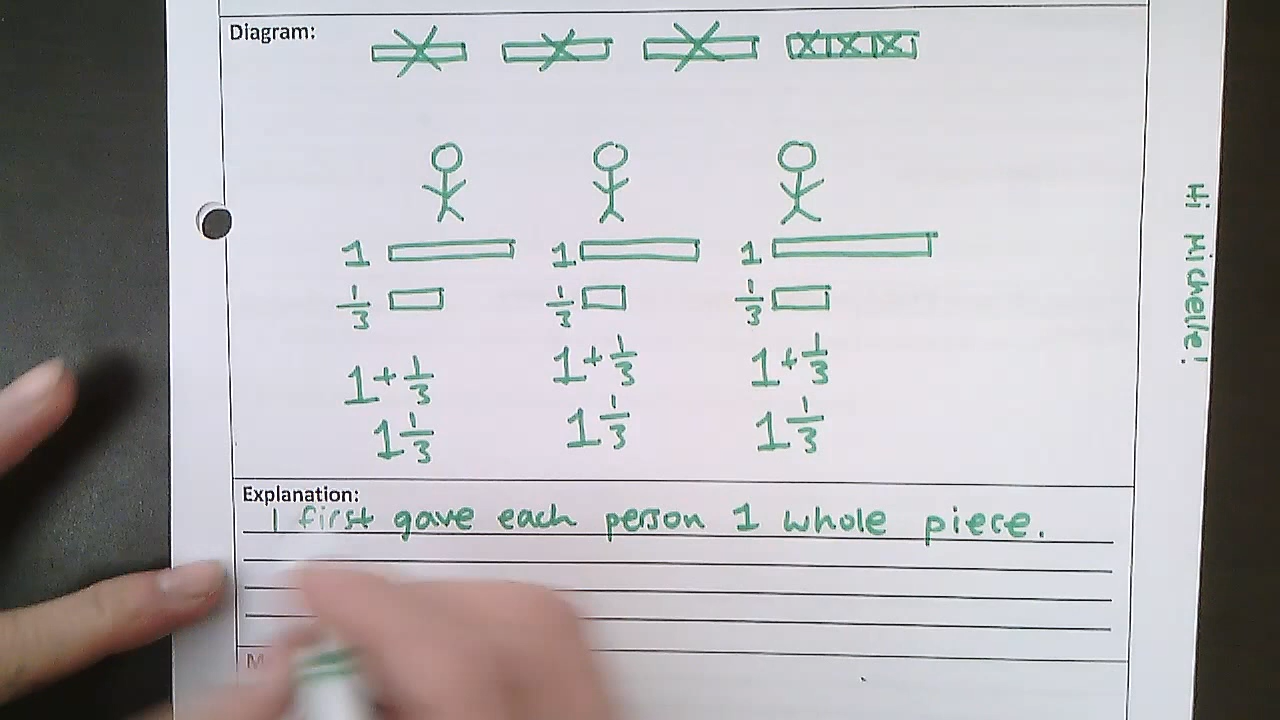 Diagram:
1 1 1
1/3 1/3 1/3
1+1/3 1+1/3 1+1/3
1 1/3 1 1/3 1 1/3
Explanation:
I first gave each person 1 whole piece.
Hi Michelle!